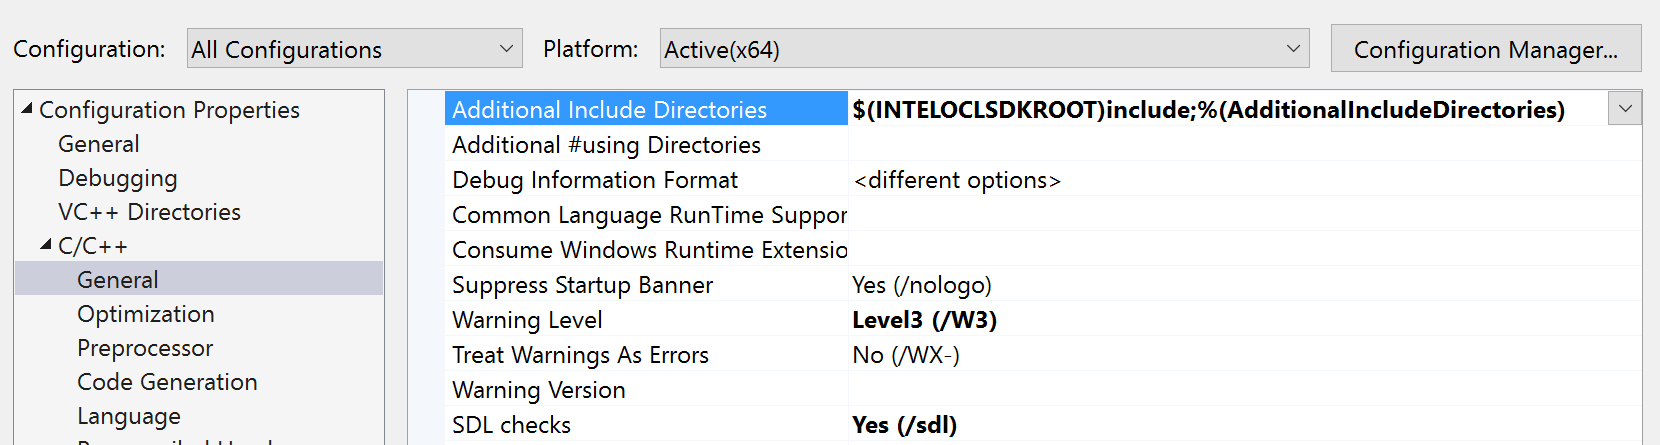 Configuration: All Configurations Platform: Active(x64) Configuration Manager...
Configuration Properties
General
Debugging
VC++ Directories
C/C++
General
Optimization
Preprocessor
Code Generation
Language
Additional Include Directories $(INTELOCLSDKROOT)include;%(AdditionalIncludeDirectories)
Additional #using Directories
Debug Information Format <different options>
Common Language RunTime Suppor
Consume Windows Runtime Extensio
Suppress Startup Banner Yes (/nologo)
Warning Level Level3 (/W3)
Treat Warnings As Errors No (/WX-)
Warning Version
SDL checks Yes (/sdl)